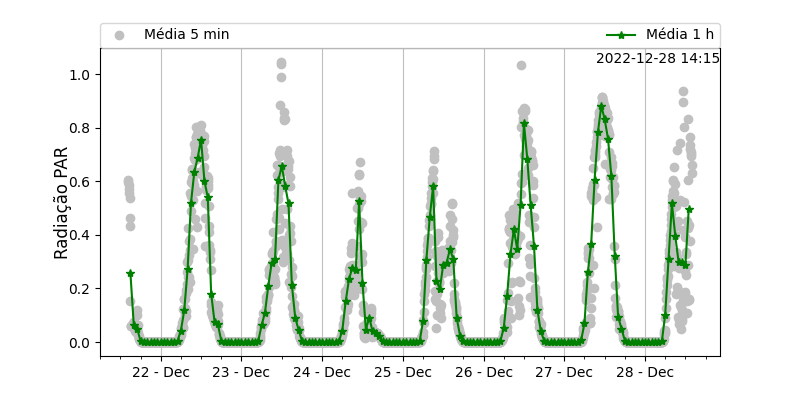 Média 5 min
Média 1 h
2022-12-28 14:15
1.0
0.8
0.6
0.4
0.2
0.0
Radiação PAR
22 - Dec
23 - Dec
24 - Dec
25 - Dec
26 - Dec
27 - Dec
28 - Dec